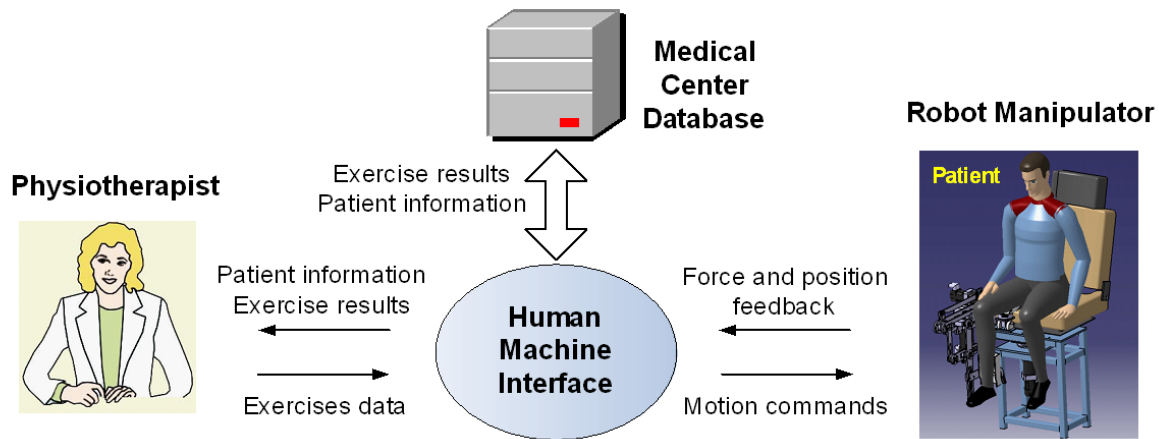 Medical
Center
Database
Robot Manipulator
Patient
Exercise results
Patient information
Physiotherapist
Patient information
Exercise results
Force and position
feedback
Human
Machine
Interface
Exercises data
Motion commands